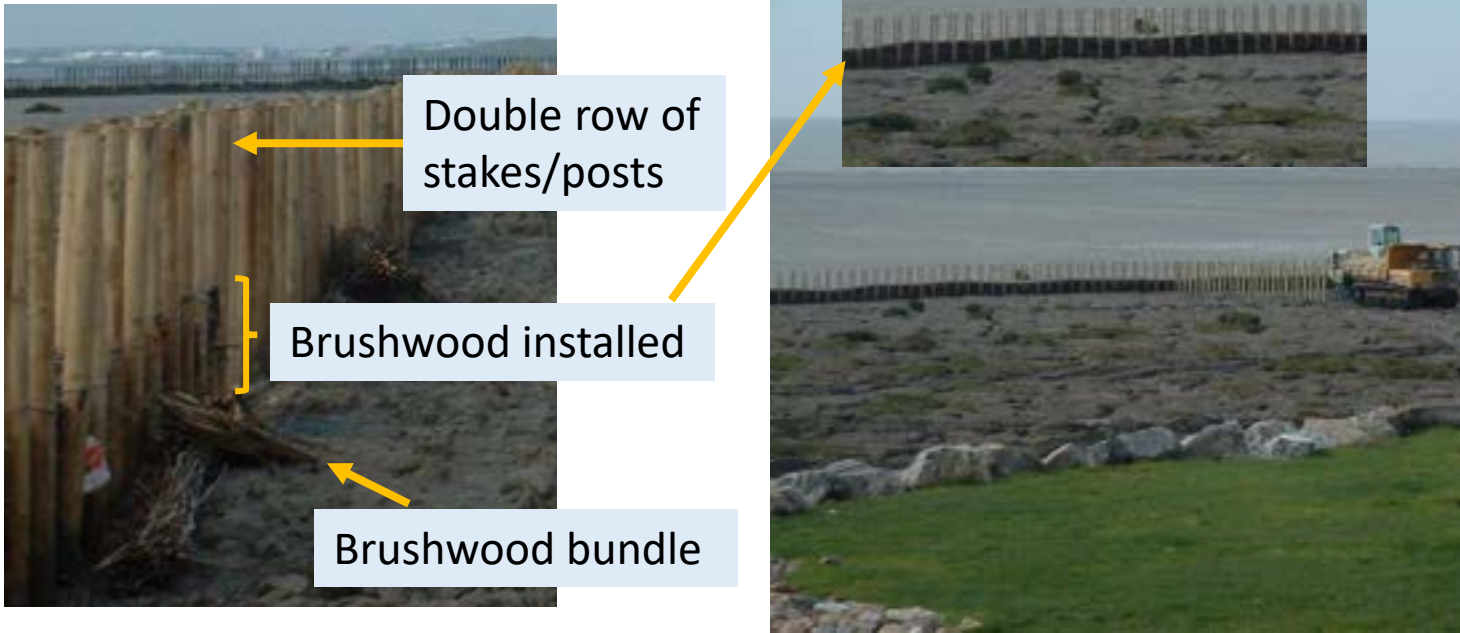 Double row of
stakes/posts
Brushwood installed
Brushwood bundle